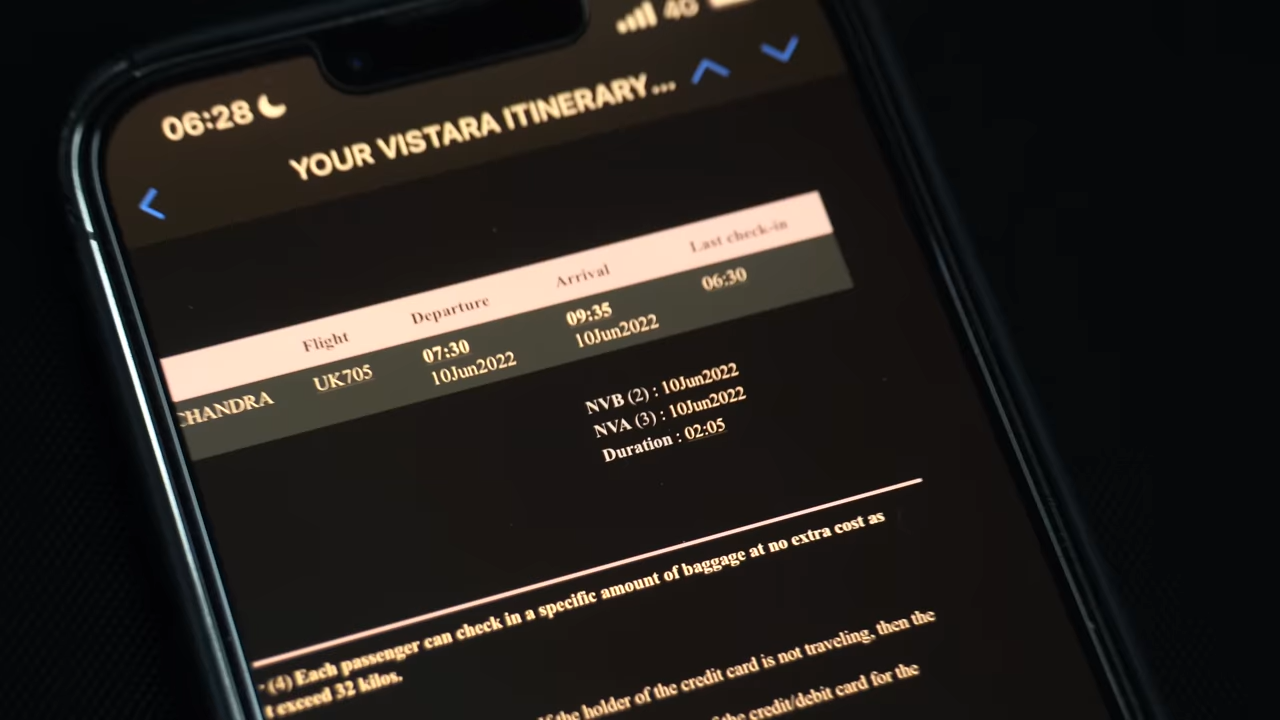 06:28
4G
YOUR VISTARA ITINERARY...
Flight Departure Arrival Last check-in
CHANDRA UK705 07:30 09:35 06:30
10Jun2022 10Jun2022
NVB (2) : 10Jun2022
NVA (3) : 10Jun2022
Duration : 02:05
(4) Each passenger can check in a specific amount of baggage at no extra cost as
t exceed 32 kilos.
If the holder of the credit card is not traveling, then the
of the credit/debit card for the